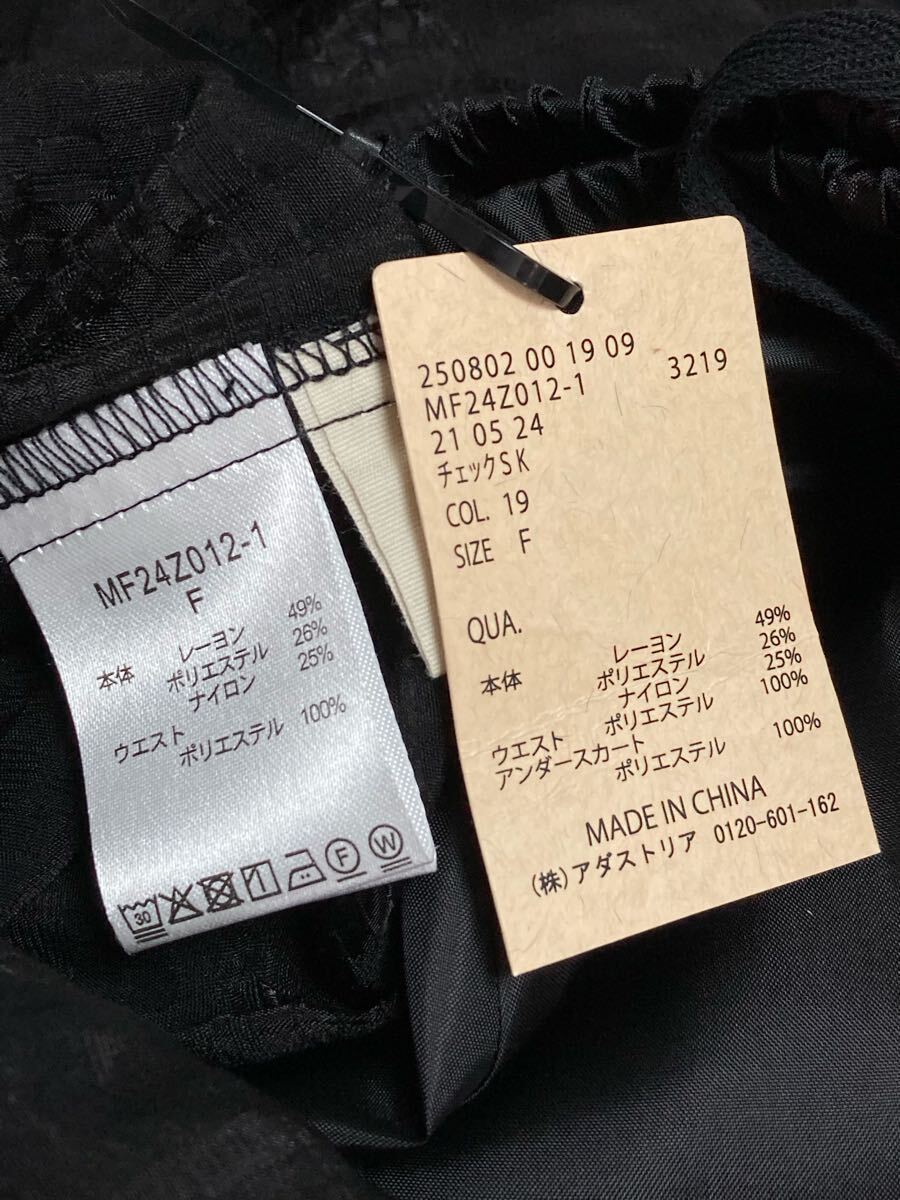 MF24Z012-1
F
本体 レーヨン 49%
ポリエステル 26%
ナイロン 25%
ウエスト
ポリエステル 100%
30
F
W
250802 00 19 09
MF24Z012-1 3219
21 05 24
チェックSK
COL. 19
SIZE F
QUA.
本体 レーヨン 49%
ポリエステル 26%
ナイロン 25%
ウエスト ポリエステル 100%
アンダースカート
ポリエステル 100%
MADE IN CHINA
(株)アダストリア 0120-601-162